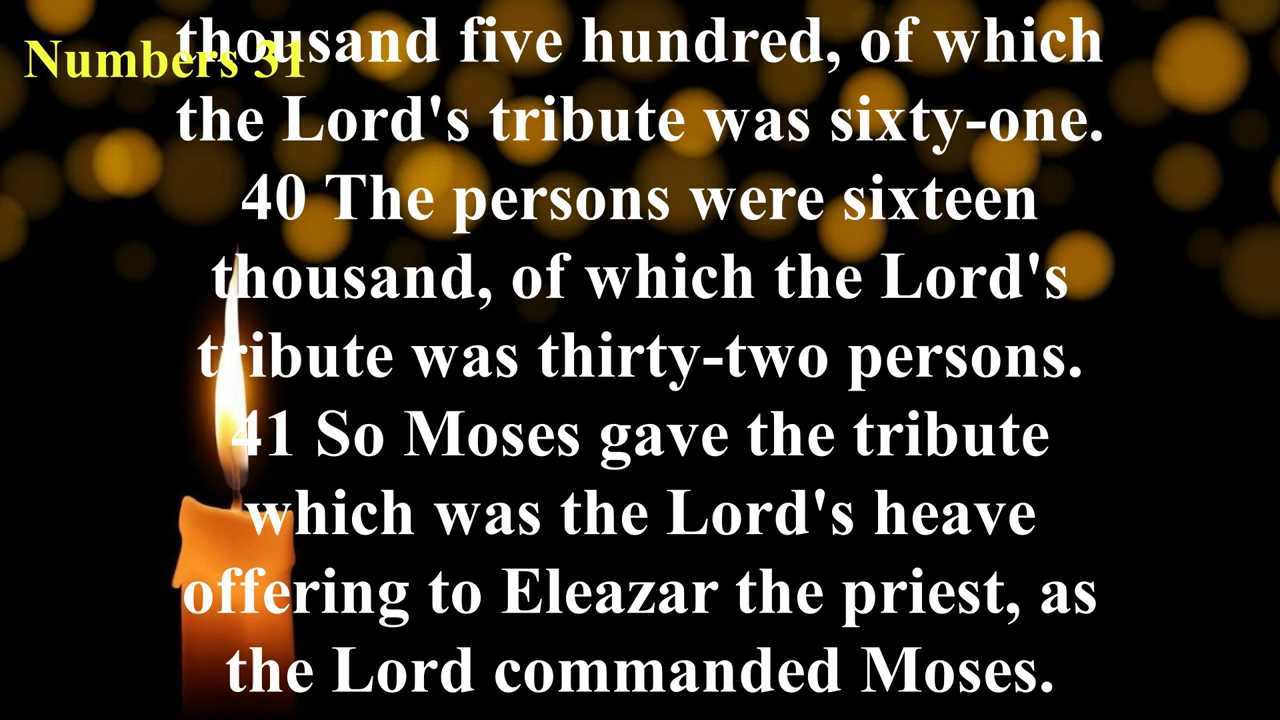 Numbers 31
thousand five hundred, of which
the Lord's tribute was sixty-one.
40 The persons were sixteen
thousand, of which the Lord's
tribute was thirty-two persons.
41 So Moses gave the tribute
which was the Lord's heave
offering to Eleazar the priest, as
the Lord commanded Moses.